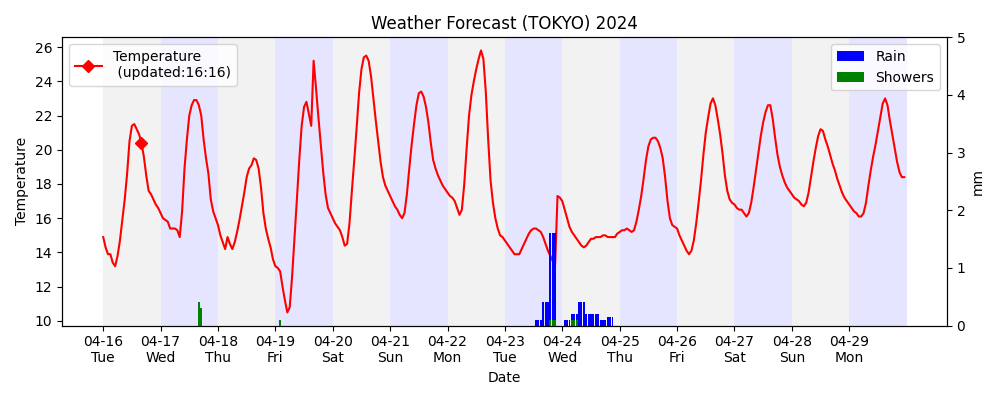 Weather Forecast (TOKYO) 2024
Temperature
(updated:16:16)
Rain
Showers
Temperature
26
24
22
20
18
16
14
12
10
5
4
3
2
1
0
mm
04-16 04-17 04-18 04-19 04-20 04-21 04-22 04-23 04-24 04-25 04-26 04-27 04-28 04-29
Tue Wed Thu Fri Sat Sun Mon Tue Wed Thu Fri Sat Sun Mon
Date